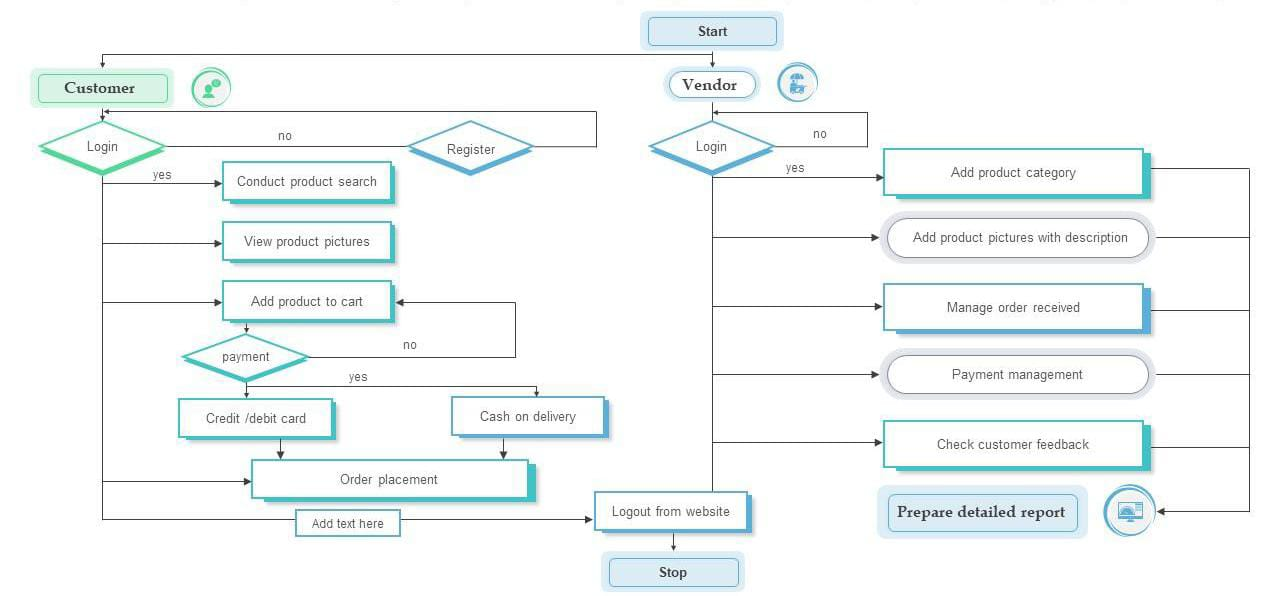 Start
Customer
Vendor
Login
no
Register
Login
no
yes
Conduct product search
yes
Add product category
View product pictures
Add product pictures with description
Add product to cart
Manage order received
payment
no
yes
Payment management
Credit /debit card
Cash on delivery
Check customer feedback
Order placement
Add text here
Logout from website
Prepare detailed report
Stop